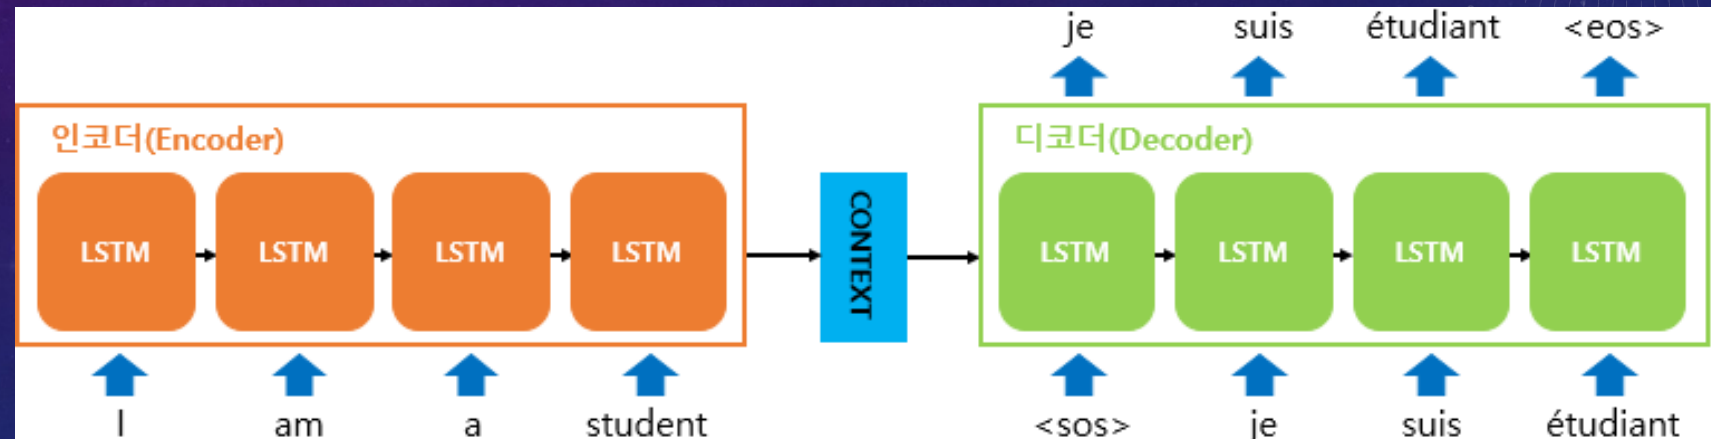 je suis étudiant <eos>
인코더(Encoder)
디코더(Decoder)
LSTM LSTM LSTM LSTM
CONTEXT
LSTM LSTM LSTM LSTM
I am a student
<sos> je suis étudiant